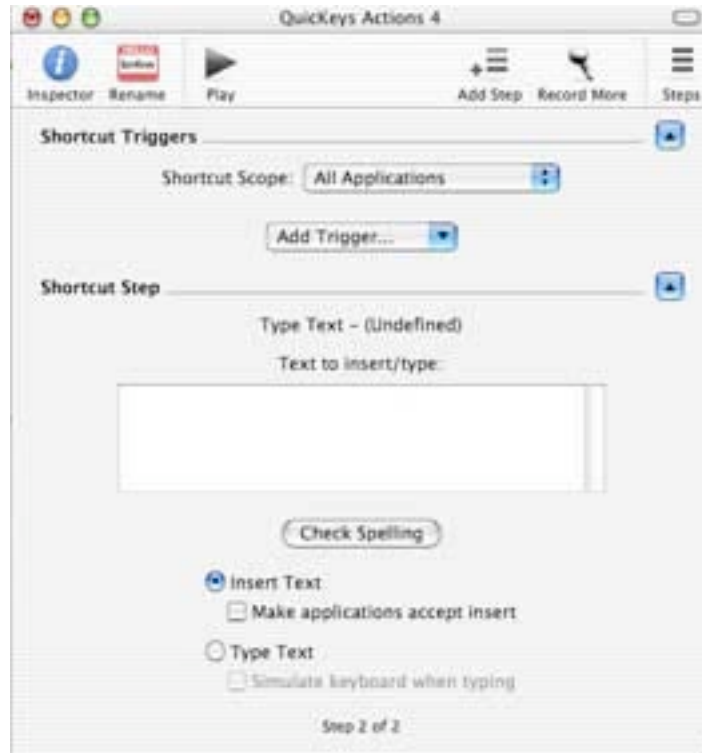 QuicKeys Actions 4
HELLO
Inspector Rename Play Add Step Record More Steps
Shortcut Triggers
Shortcut Scope: All Applications
Add Trigger...
Shortcut Step
Type Text – (Undefined)
Text to insert/type:
Check Spelling
Insert Text
Make applications accept insert
Type Text
Simulate keyboard when typing
Step 2 of 2